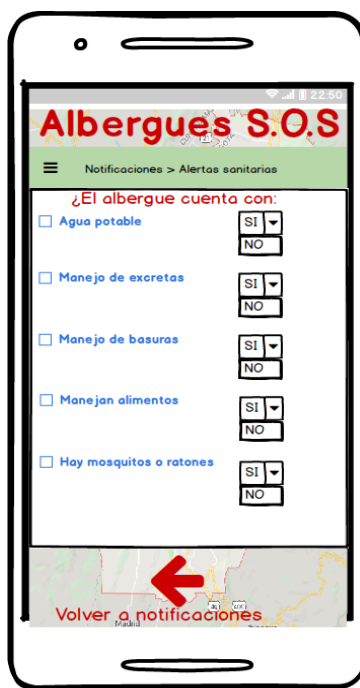 22:50
Albergues S.O.S
Notificaciones > Alertas sanitarias
¿El albergue cuenta con:
Agua potable
SI
NO
Manejo de excretas
SI
NO
Manejo de basuras
SI
NO
Manejan alimentos
SI
NO
Hay mosquitos o ratones
SI
NO
Volver a notificaciones
Madrid